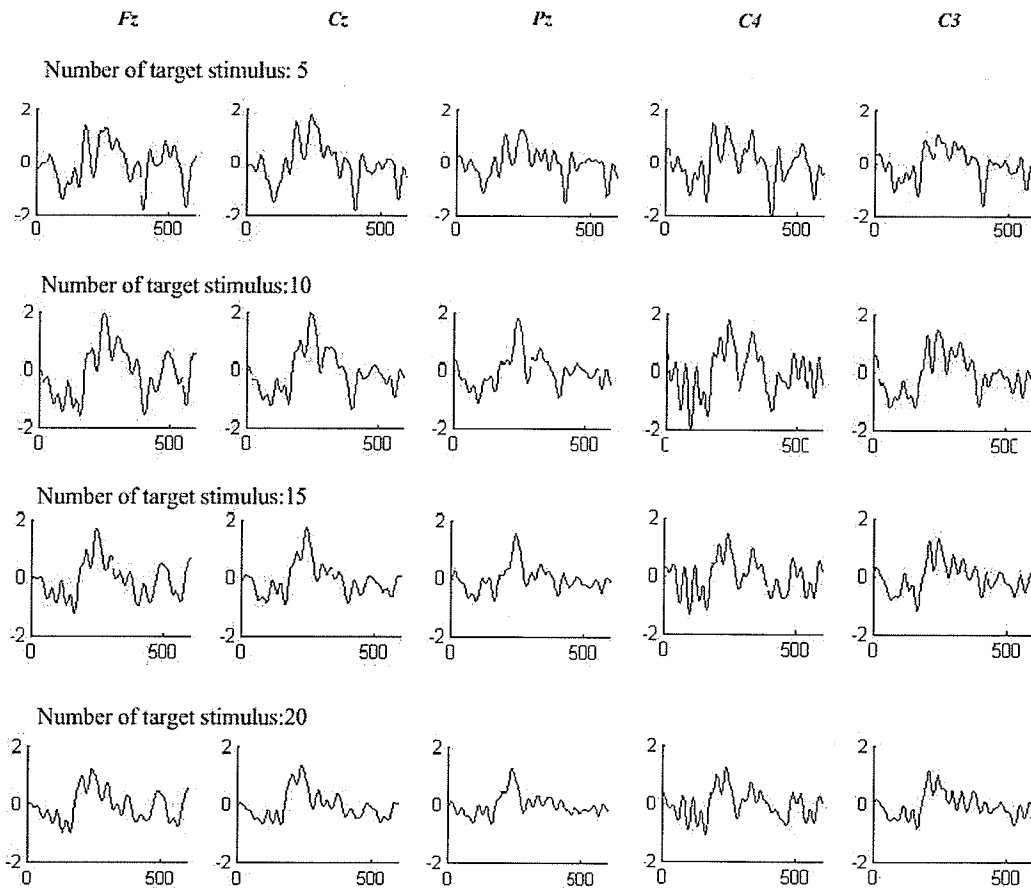 Fz Cz Pz C4 C3
Number of target stimulus: 5
2 2 2 2 2
0 0 0 0 0
-2 -2 -2 -2 -2
0 500 0 500 0 500 0 500 0 500
Number of target stimulus:10
2 2 2 2 2
0 0 0 0 0
-2 -2 -2 -2 -2
0 500 0 500 0 500 0 500 0 500
Number of target stimulus:15
2 2 2 2 2
0 0 0 0 0
-2 -2 -2 -2 -2
0 500 0 500 0 500 0 500 0 500
Number of target stimulus:20
2 2 2 2 2
0 0 0 0 0
-2 -2 -2 -2 -2
0 500 0 500 0 500 0 500 0 500